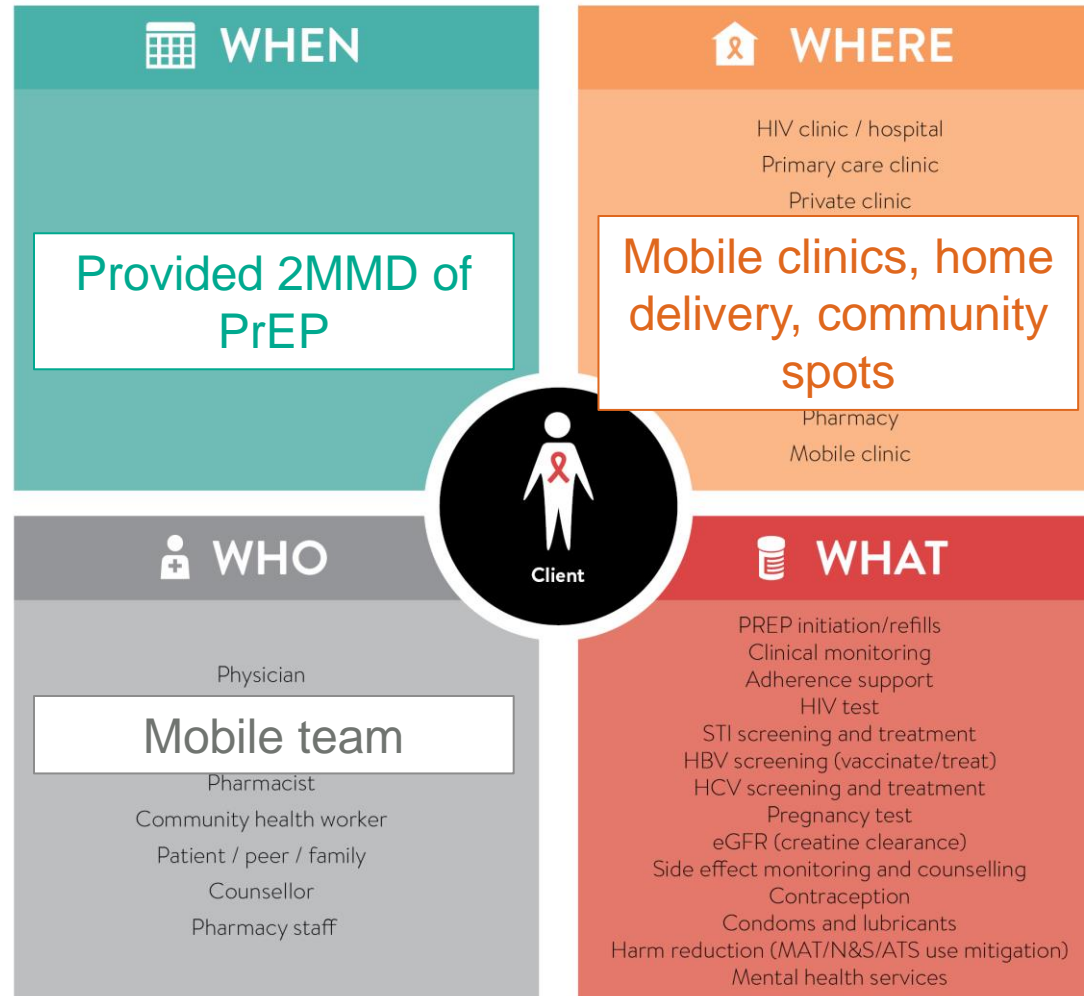 WHEN
Provided 2MMD of
PrEP
WHERE
HIV clinic / hospital
Primary care clinic
Private clinic
Mobile clinics, home
delivery, community
spots
Pharmacy
Mobile clinic
Client
WHO
Physician
Mobile team
Pharmacist
Community health worker
Patient / peer / family
Counsellor
Pharmacy staff
WHAT
PREP initiation/refills
Clinical monitoring
Adherence support
HIV test
STI screening and treatment
HBV screening (vaccinate/treat)
HCV screening and treatment
Pregnancy test
eGFR (creatine clearance)
Side effect monitoring and counselling
Contraception
Condoms and lubricants
Harm reduction (MAT/N&S/ATS use mitigation)
Mental health services